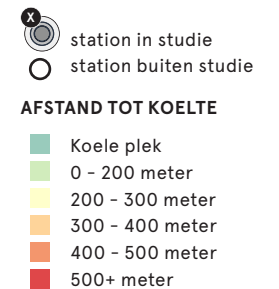 X
station in studie
station buiten studie
AFSTAND TOT KOELTE
Koele plek
0 - 200 meter
200 - 300 meter
300 - 400 meter
400 - 500 meter
500+ meter